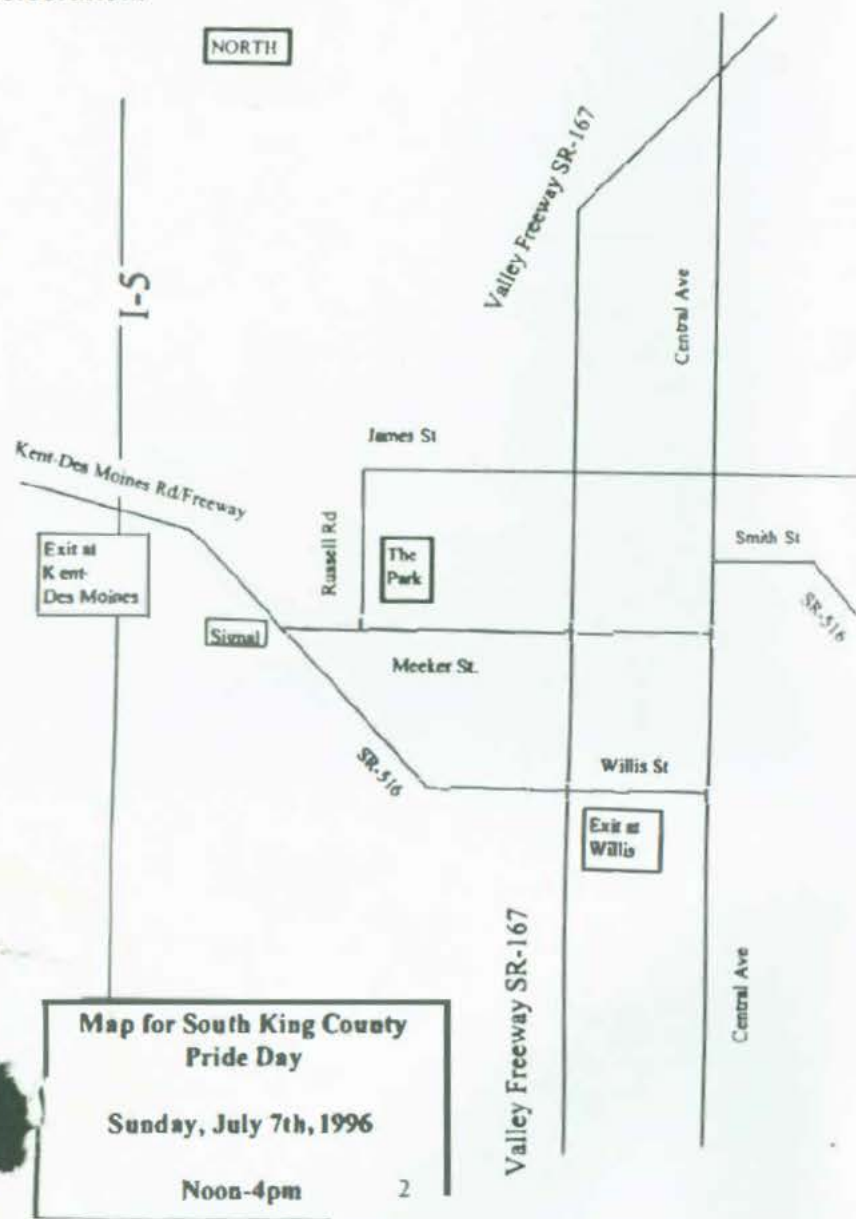 NORTH
Valley Freeway SR-167
I-5
Central Ave
James St
Kent-Des Moines Rd/Freeway
Russell Rd
Exit at
Kent-
Des Moines
The
Park
Smith St
SR-516
Signal
Meeker St.
SR-516
Willis St
Exit at
Willis
Valley Freeway SR-167
Central Ave
Map for South King County
Pride Day
Sunday, July 7th, 1996
Noon-4pm
2